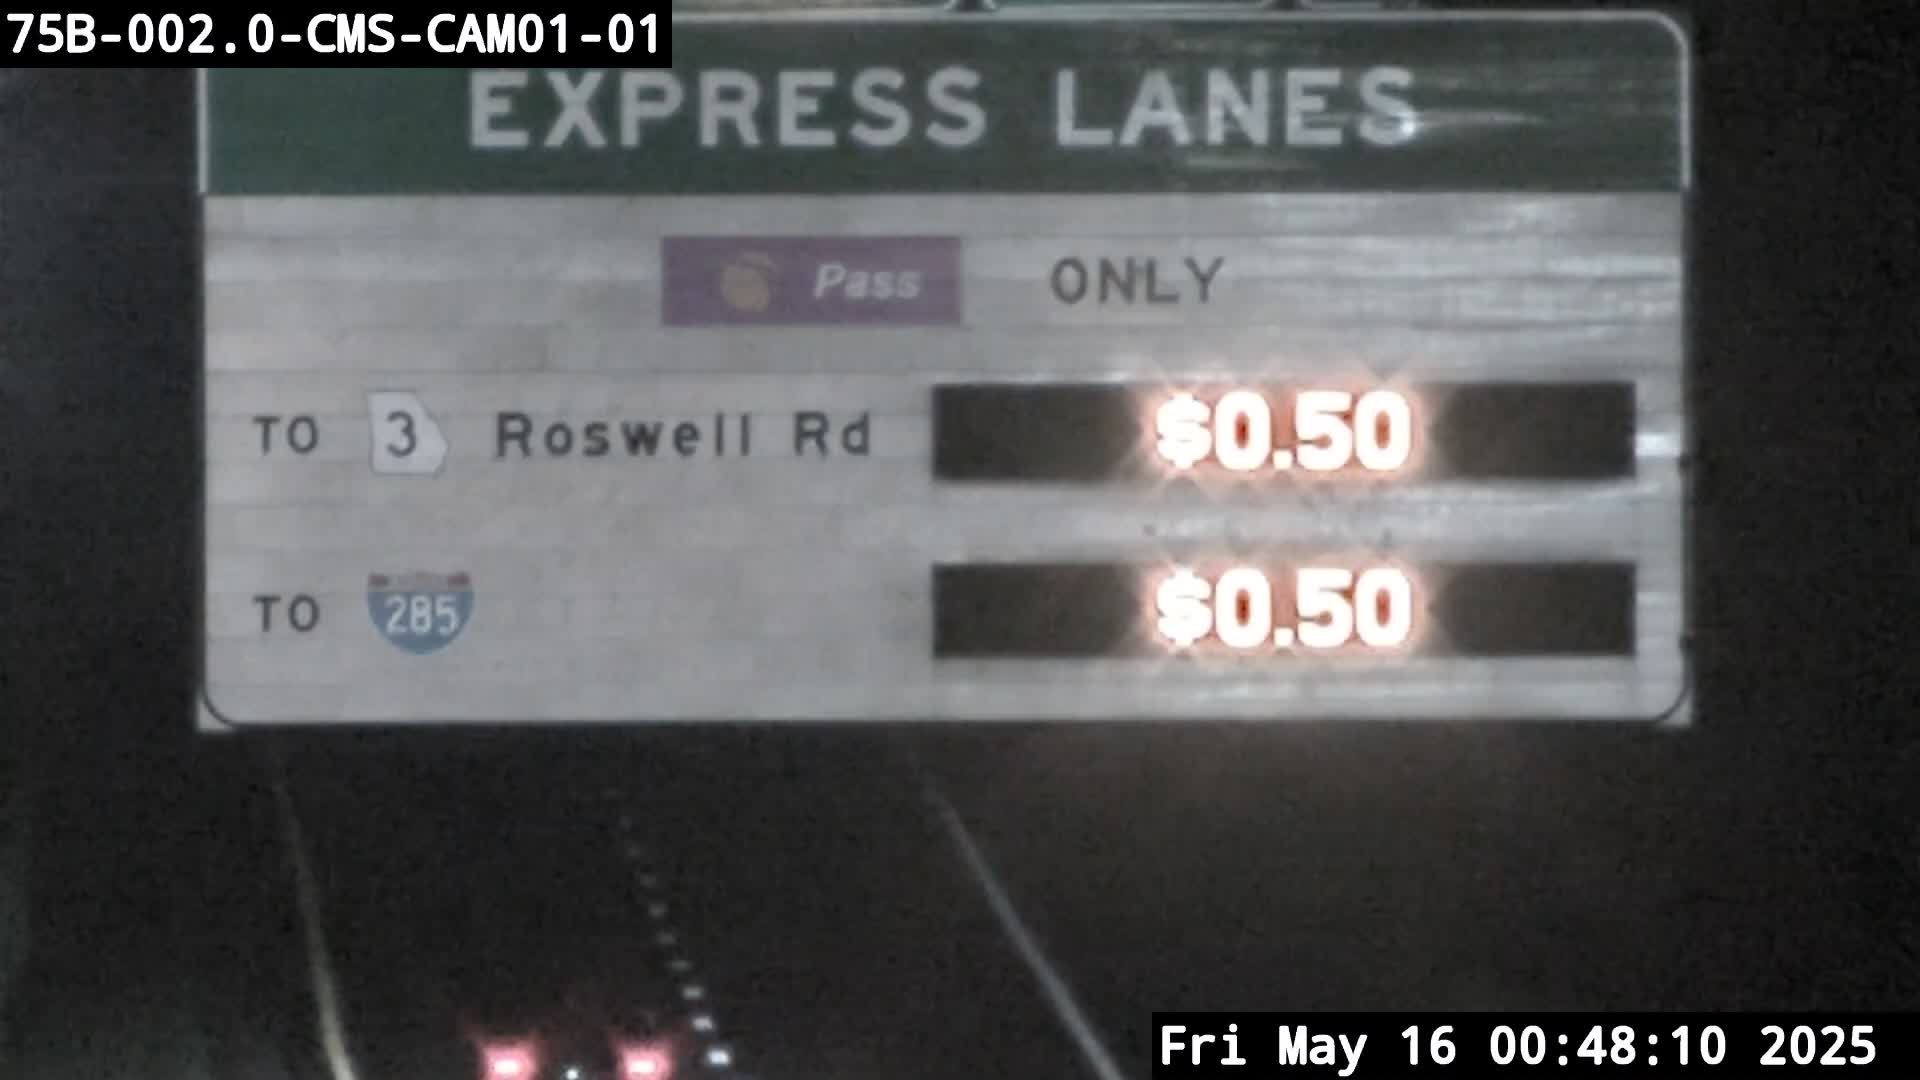 75B-002.0-CMS-CAM01-01
EXPRESS LANES
Pass ONLY
TO 3 Roswell Rd $0.50
TO 285 $0.50
Fri May 16 00:48:10 2025